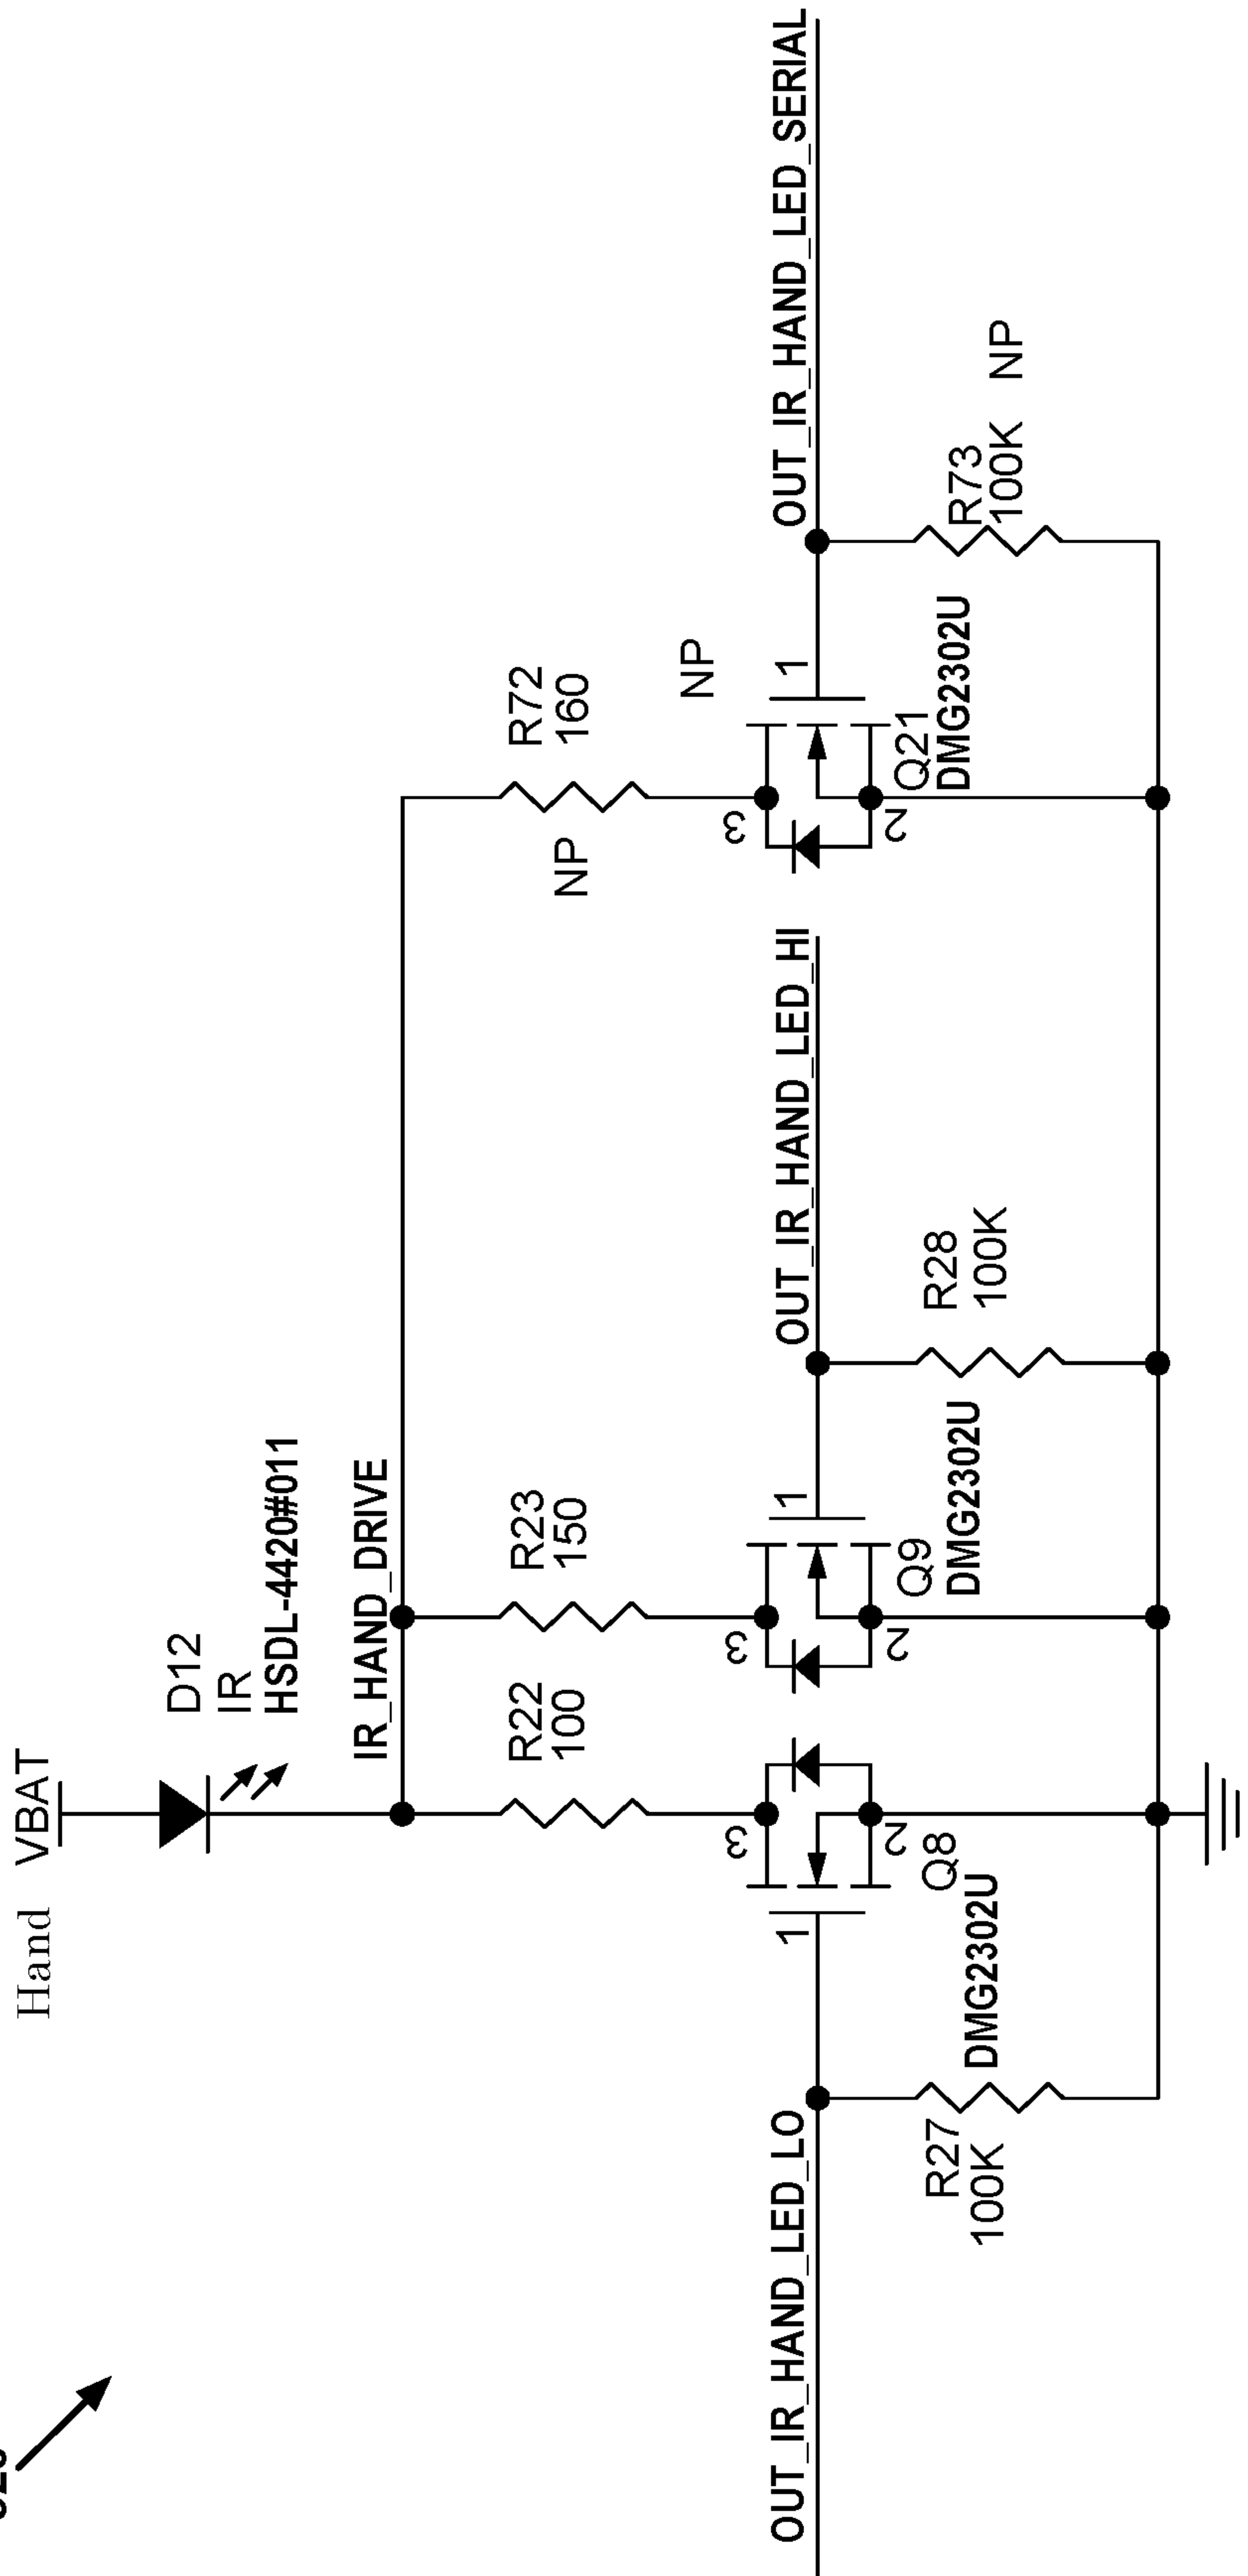 Hand VBAT
D12
IR
HSDL-4420#011
IR_HAND_DRIVE
R22
100
R23
150
R72
160
NP
NP
OUT_IR_HAND_LED_LO
1
3
2
Q8
DMG2302U
R27
100K
3
1
2
Q9
DMG2302U
OUT_IR_HAND_LED_HI
R28
100K
3
1
2
Q21
DMG2302U
OUT_IR_HAND_LED_SERIAL
R73
100K NP